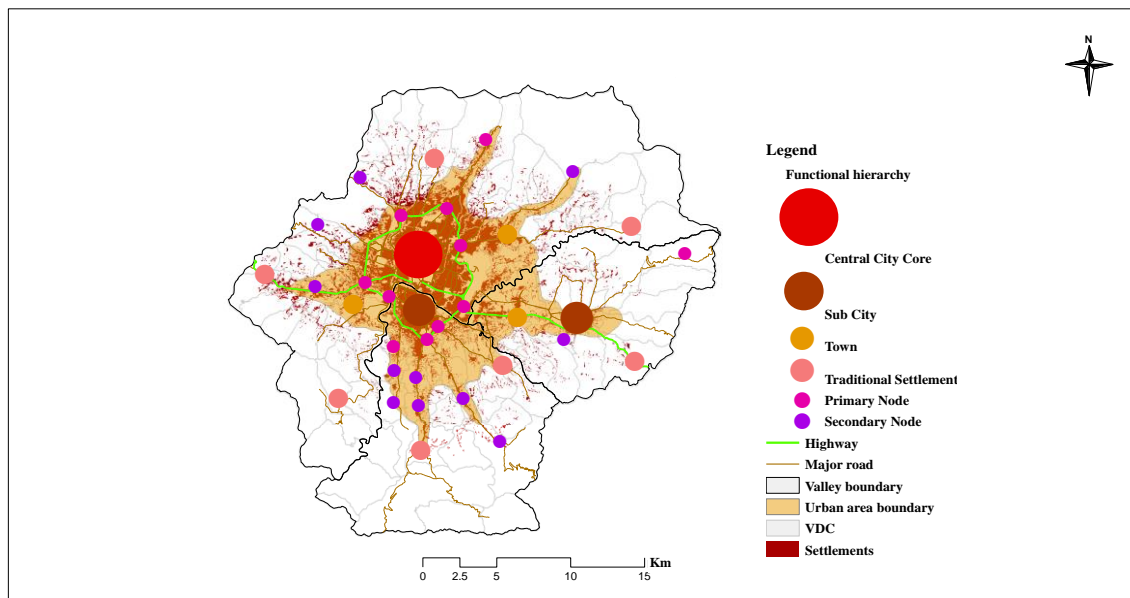 N
Legend
Functional hierarchy
Central City Core
Sub City
Town
Traditional Settlement
Primary Node
Secondary Node
Highway
Major road
Valley boundary
Urban area boundary
VDC
Settlements
Km
0 2.5 5 10 15